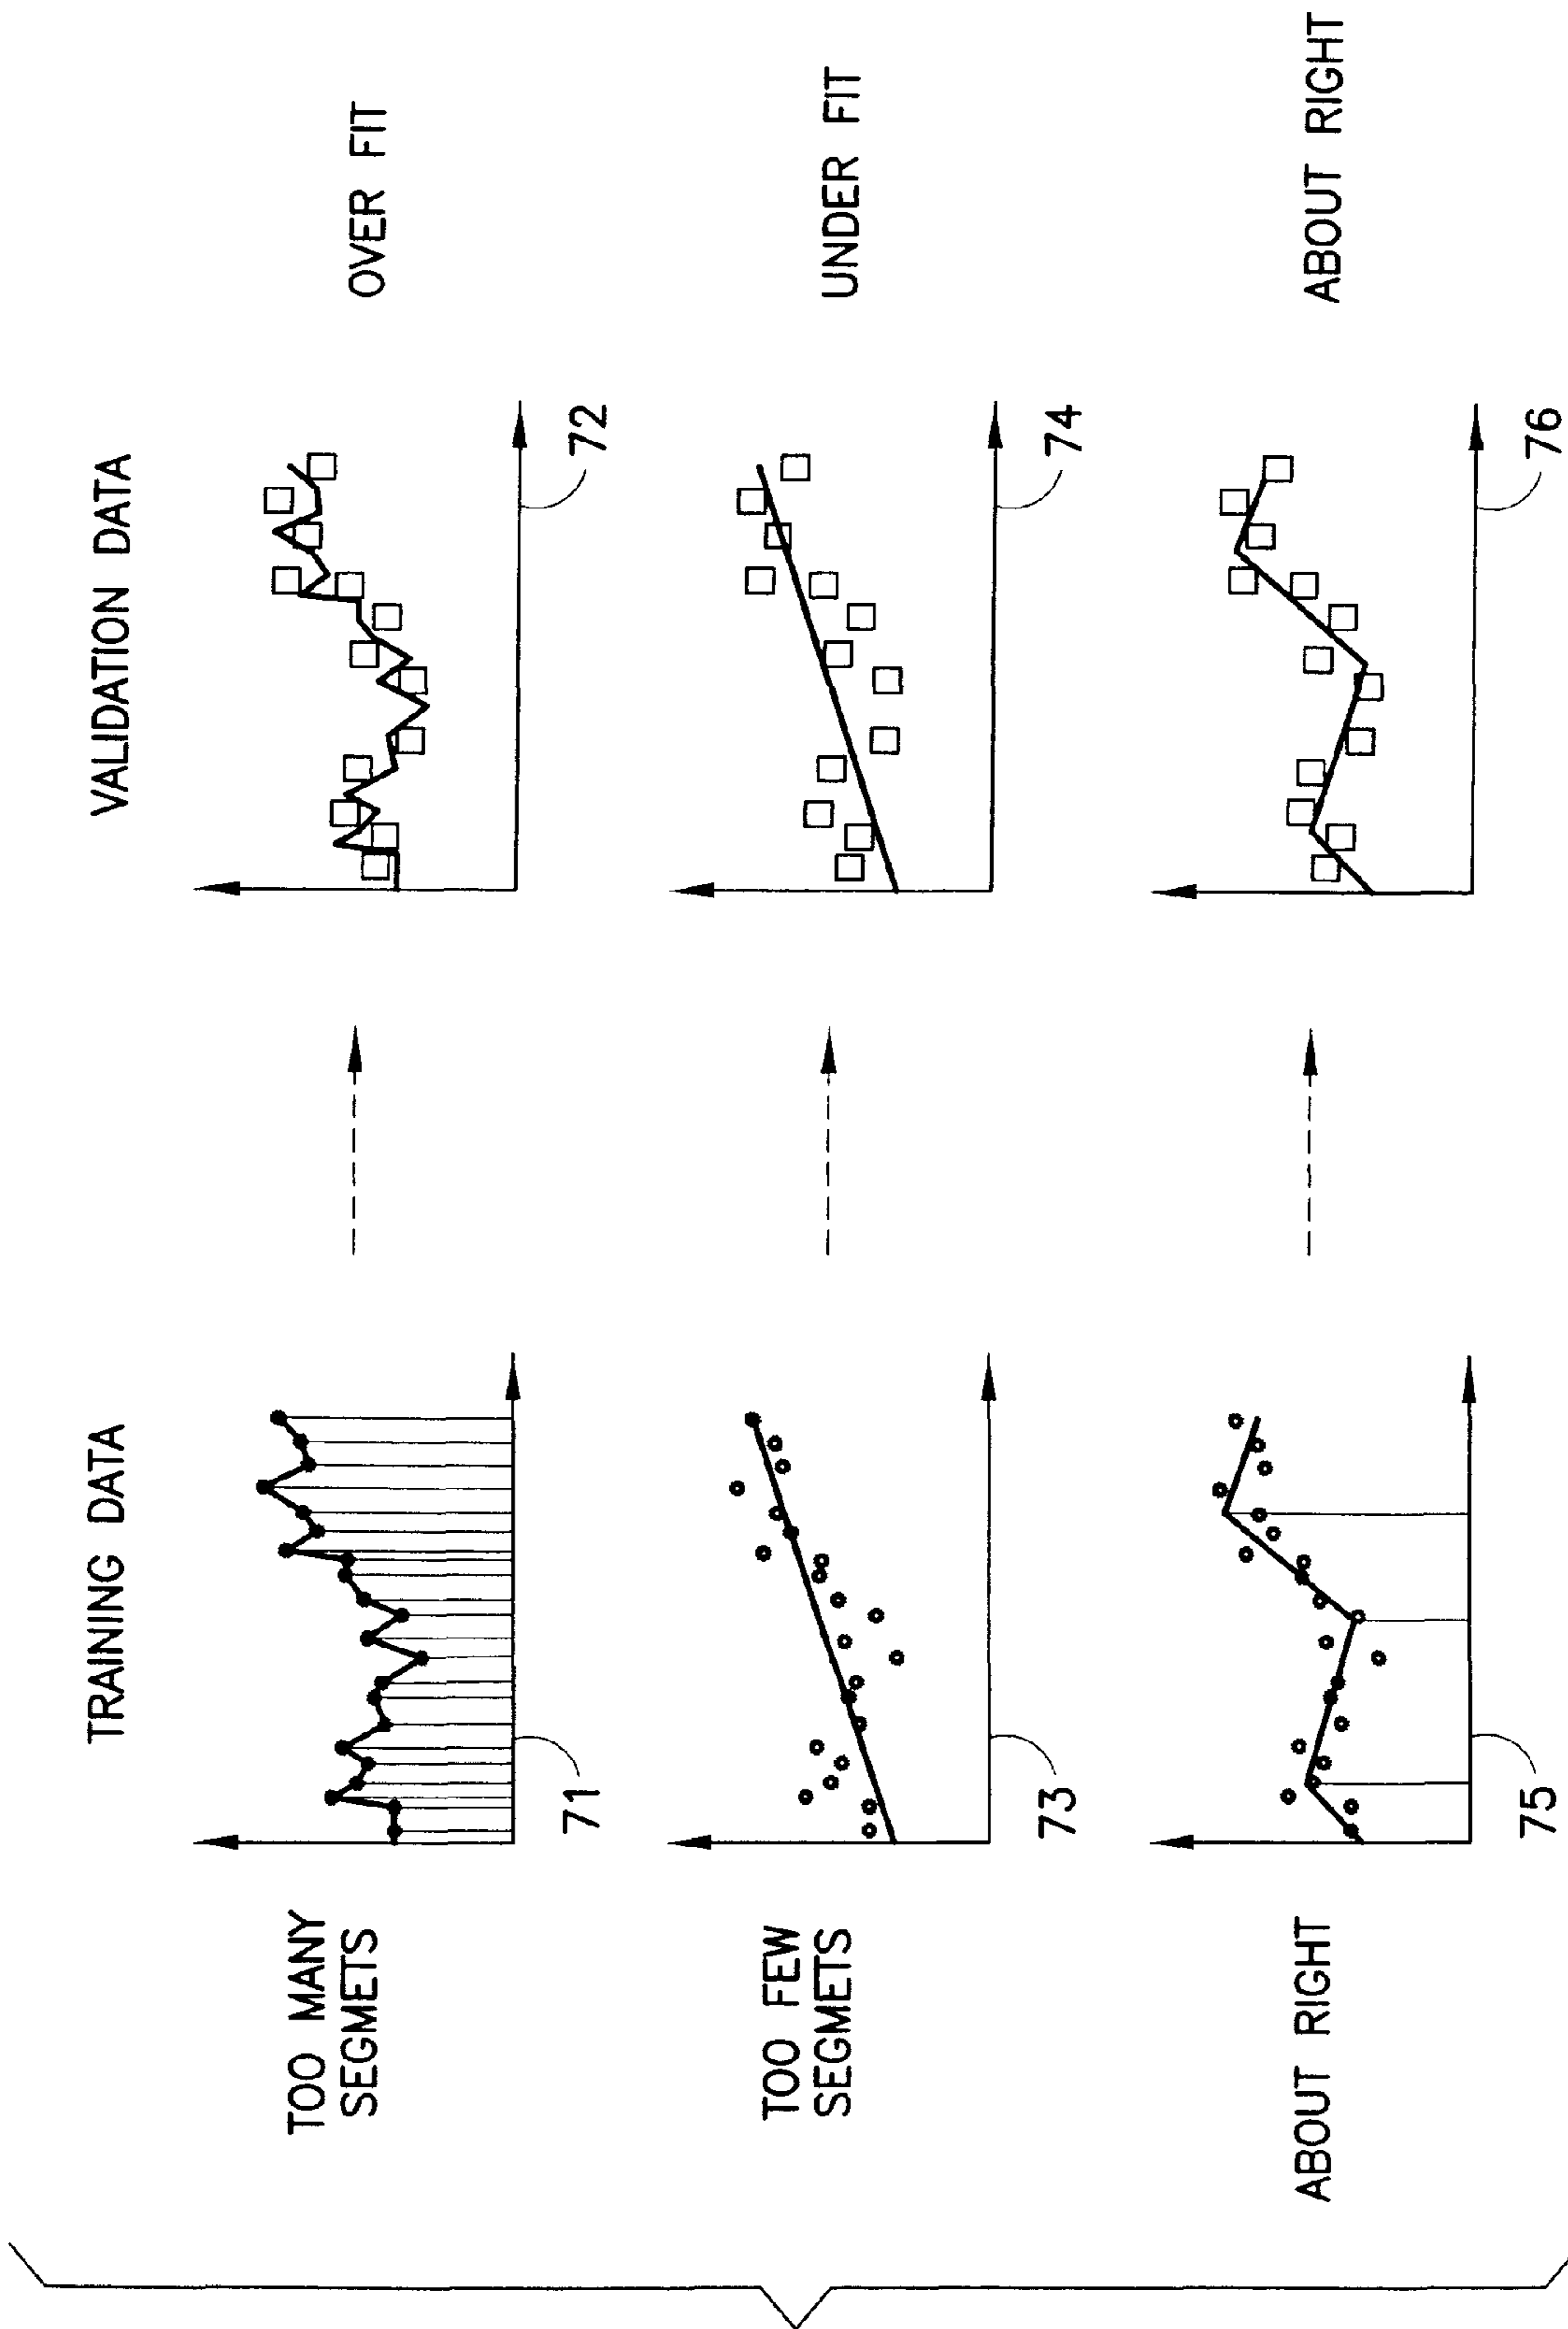 TRAINING DATA
VALIDATION DATA
TOO MANY
SEGMETS
71
72
OVER FIT
TOO FEW
SEGMETS
73
74
UNDER FIT
ABOUT RIGHT
75
76
ABOUT RIGHT